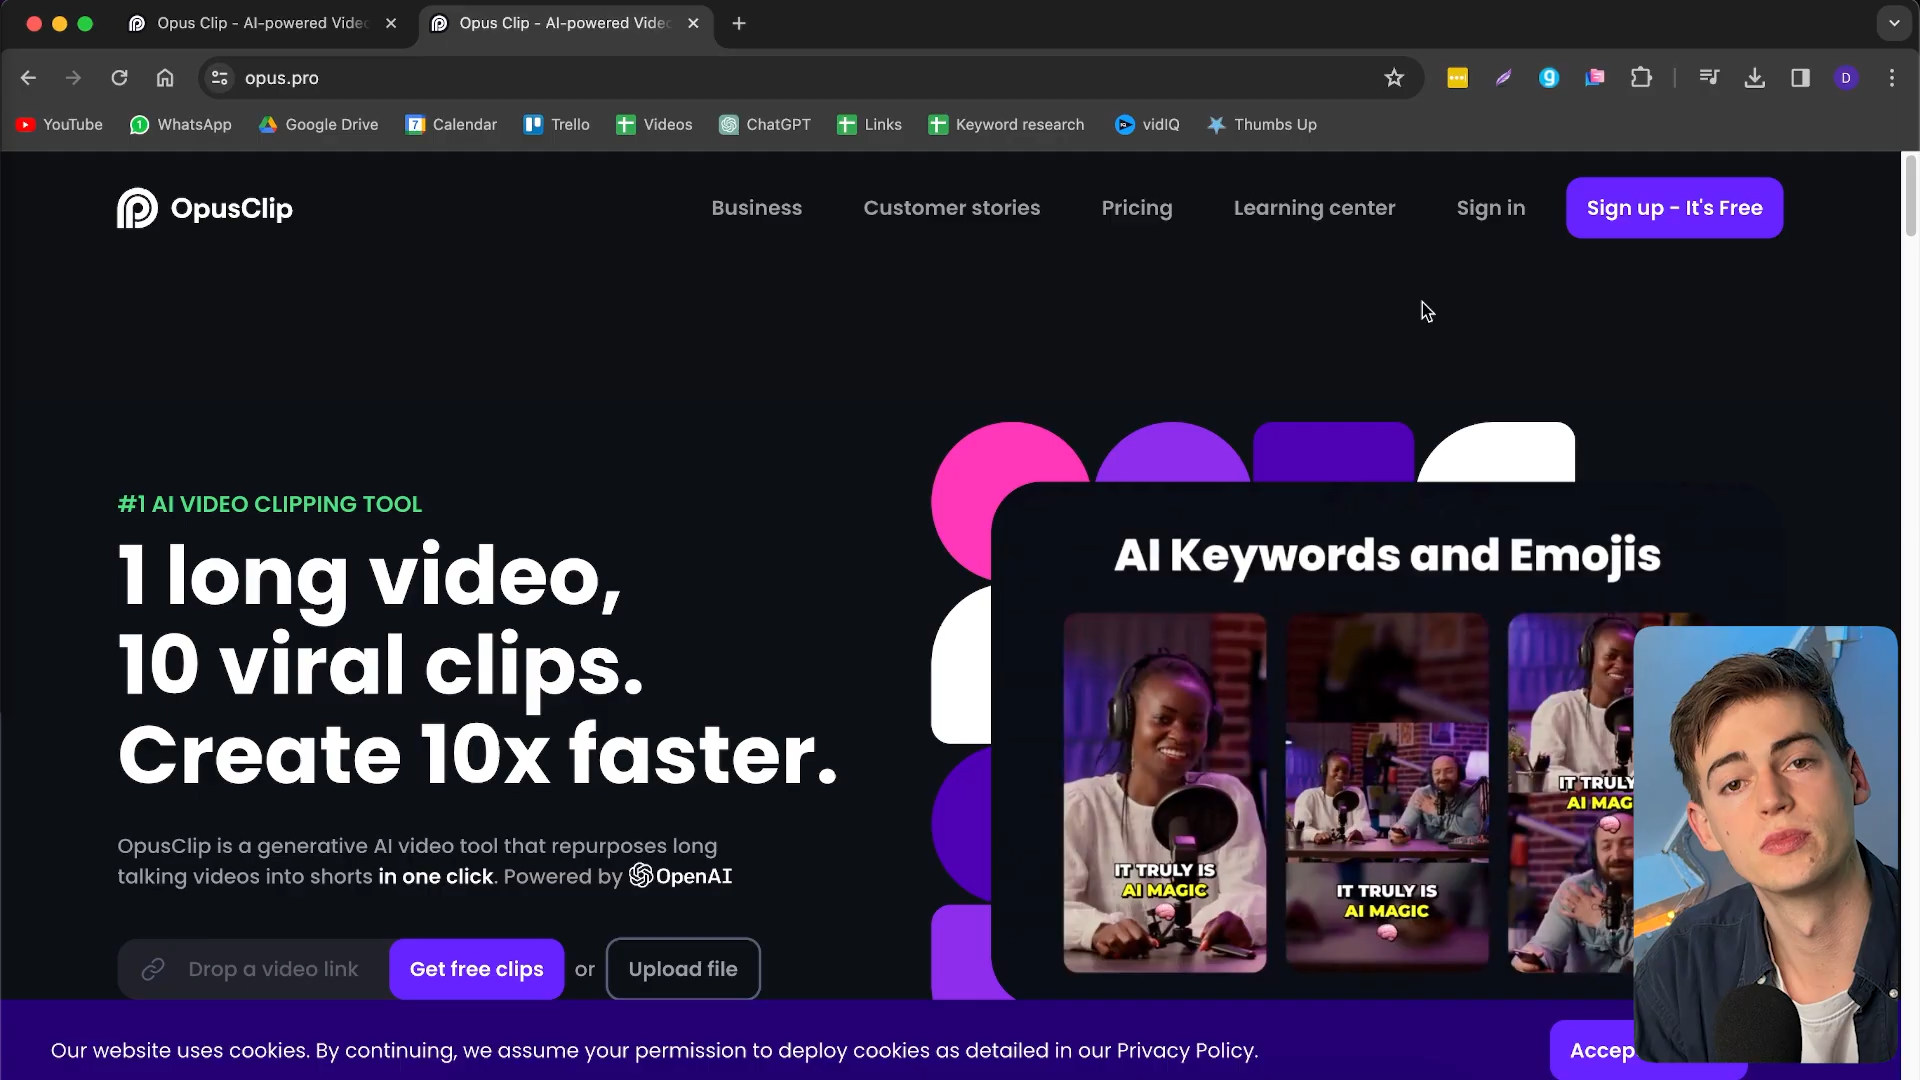 Opus Clip - AI-powered Vide
Opus Clip - AI-powered Vide
opus.pro
D
YouTube
WhatsApp
Google Drive
Calendar
Trello
Videos
ChatGPT
Links
Keyword research
vidIQ
Thumbs Up
OpusClip
Business
Customer stories
Pricing
Learning center
Sign in
Sign up - It's Free
#1 AI VIDEO CLIPPING TOOL
1 long video,
10 viral clips.
Create 10x faster.
OpusClip is a generative AI video tool that repurposes long
talking videos into shorts in one click. Powered by OpenAI
Drop a video link
Get free clips
or
Upload file
AI Keywords and Emojis
IT TRULY IS
AI MAGIC
IT TRULY IS
AI MAGIC
IT TRULY
AI MAG
Our website uses cookies. By continuing, we assume your permission to deploy cookies as detailed in our Privacy Policy.
Accep